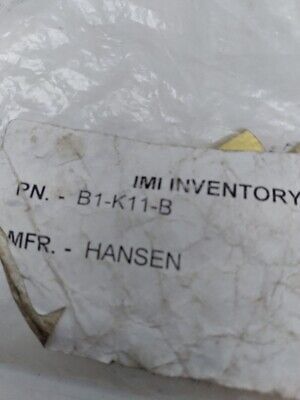 IMI INVENTORY
PN. - B1-K11-B
MFR. - HANSEN